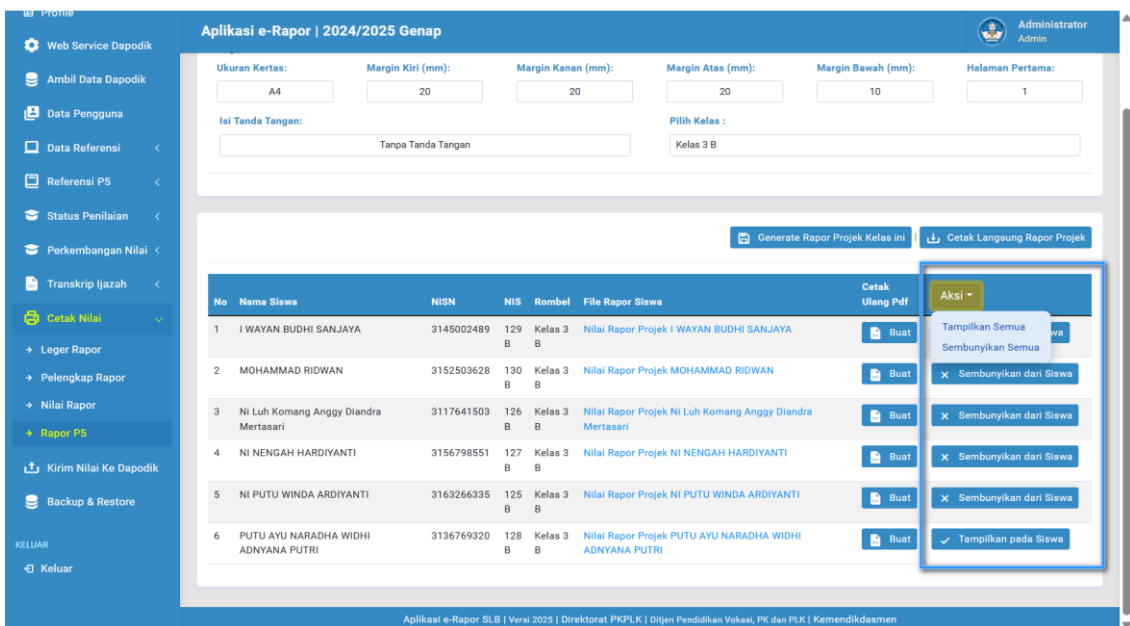 Profile
Aplikasi e-Rapor | 2024/2025 Genap
Administrator
Admin
Web Service Dapodik
Ambil Data Dapodik
Data Pengguna
Data Referensi
Referensi P5
Status Penilaian
Perkembangan Nilai
Transkrip Ijazah
Cetak Nilai
Leger Rapor
Pelengkap Rapor
Nilai Rapor
Rapor P5
Kirim Nilai Ke Dapodik
Backup & Restore
KELUAR
Keluar
Ukuran Kertas: Margin Kiri (mm): Margin Kanan (mm): Margin Atas (mm): Margin Bawah (mm): Halaman Pertama:
A4 20 20 20 10 1
Isi Tanda Tangan: Pilih Kelas :
Tanpa Tanda Tangan Kelas 3 B
Generate Rapor Projek Kelas ini | Cetak Langsung Rapor Projek
No Nama Siswa NISN NIS Rombel File Rapor Siswa Cetak Ulang Pdf Aksi
Tampilkan Semua
Sembunyikan Semua
1 I WAYAN BUDHI SANJAYA 3145002489 129 B Kelas 3 B Nilai Rapor Projek I WAYAN BUDHI SANJAYA Buat wa
2 MOHAMMAD RIDWAN 3152503628 130 B Kelas 3 B Nilai Rapor Projek MOHAMMAD RIDWAN Buat Sembunyikan dari Siswa
3 Ni Luh Komang Anggy Diandra Mertasari 3117641503 126 B Kelas 3 B Nilai Rapor Projek Ni Luh Komang Anggy Diandra Mertasari Buat Sembunyikan dari Siswa
4 NI NENGAH HARDIYANTI 3156798551 127 B Kelas 3 B Nilai Rapor Projek NI NENGAH HARDIYANTI Buat Sembunyikan dari Siswa
5 NI PUTU WINDA ARDIYANTI 3163266335 125 B Kelas 3 B Nilai Rapor Projek NI PUTU WINDA ARDIYANTI Buat Sembunyikan dari Siswa
6 PUTU AYU NARADHA WIDHI ADNYANA PUTRI 3136769320 128 B Kelas 3 B Nilai Rapor Projek PUTU AYU NARADHA WIDHI ADNYANA PUTRI Buat Tampilkan pada Siswa
Aplikasi e-Rapor SLB | Versi 2025 | Direktorat PKPLK | Ditjen Pendidikan Vokasi, PK dan PLK | Kemendikdasmen